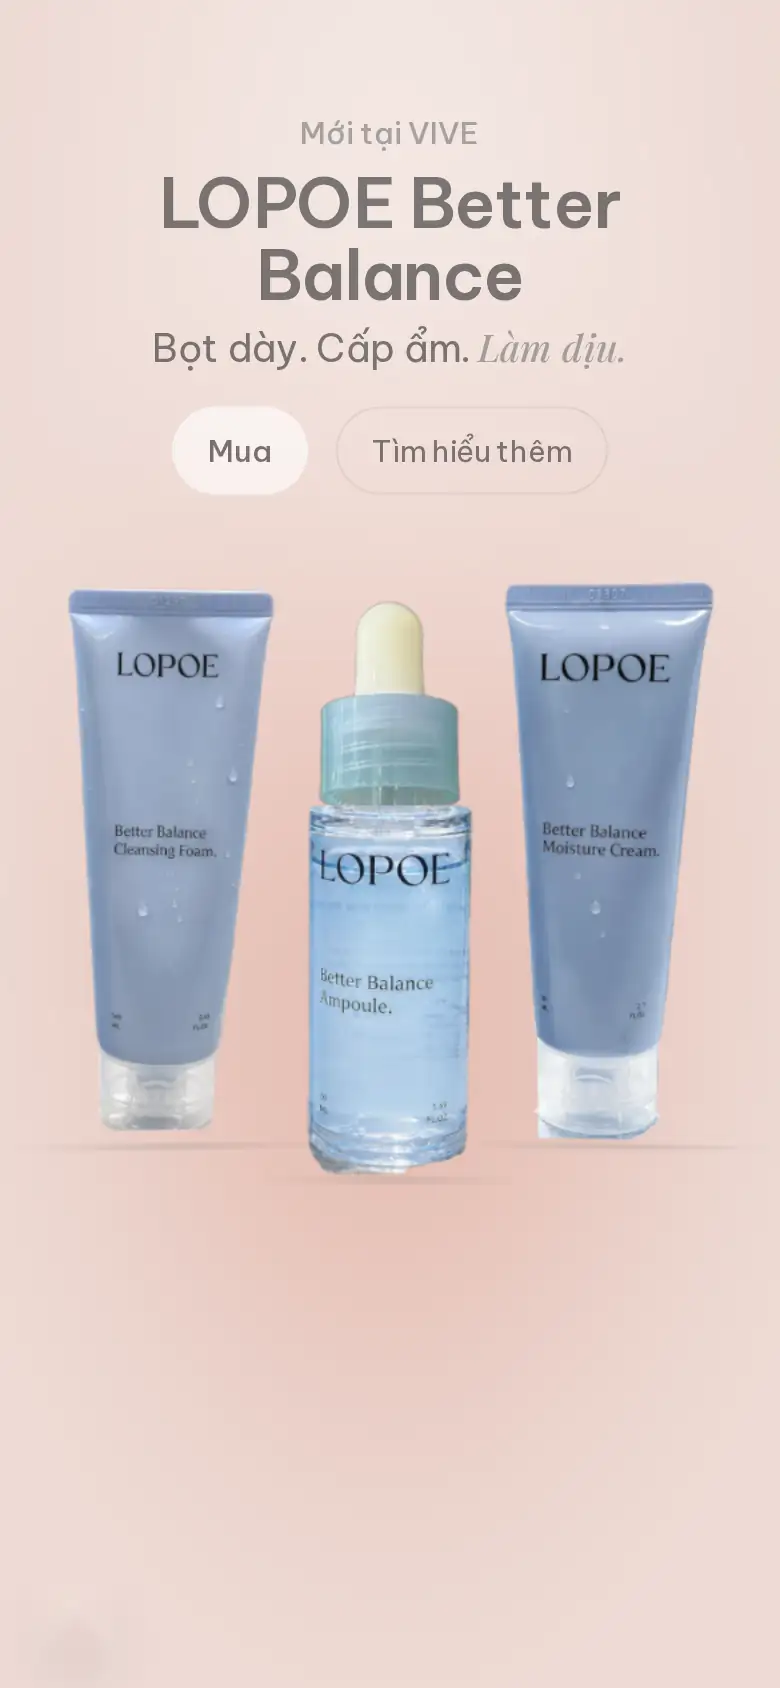 Mới tại VIVE
LOPOE Better
Balance
Bọt dày. Cấp ẩm. Làm dịu.
Mua
Tìm hiểu thêm
LOPOE
Better Balance
Cleansing Foam.
LOPOE
Better Balance
Ampoule.
LOPOE
Better Balance
Moisture Cream.